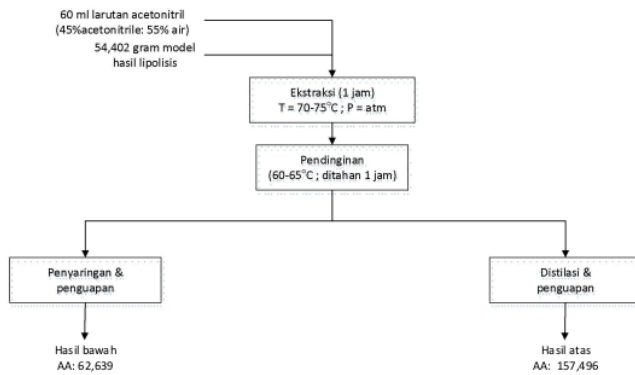 60 ml larutan acetonitril
(45%acetonitrile: 55% air)
54,402 gram model
hasil lipolisis
Ekstraksi (1 jam)
T = 70-75°C ; P = atm
Pendinginan
(60-65°C ; ditahan 1 jam)
Penyaringan &
penguapan
Distilasi &
penguapan
Hasil bawah
AA: 62,639
Hasil atas
AA: 157,496